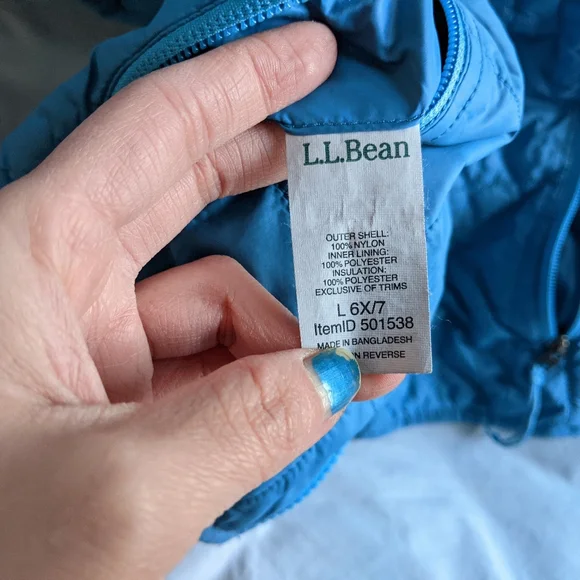 L.L.Bean
OUTER SHELL:
100% NYLON
INNER LINING:
100% POLYESTER
INSULATION:
100% POLYESTER
EXCLUSIVE OF TRIMS
L 6X/7
ItemID 501538
MADE IN BANGLADESH
ON REVERSE